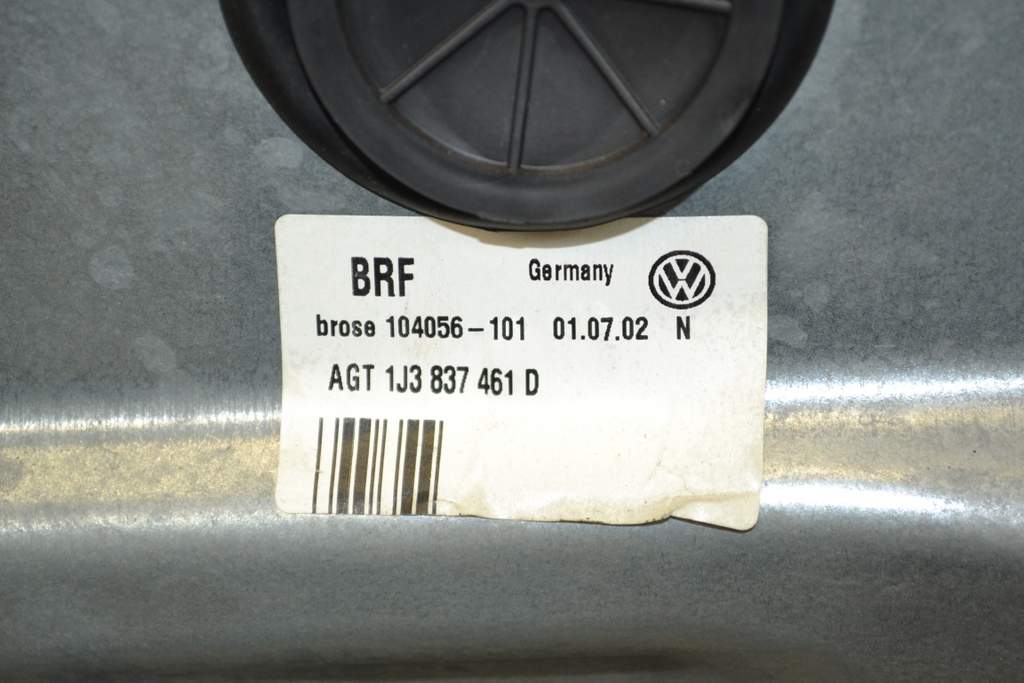 BRF Germany
brose 104056-101 01.07.02 N
AGT 1J3 837 461 D